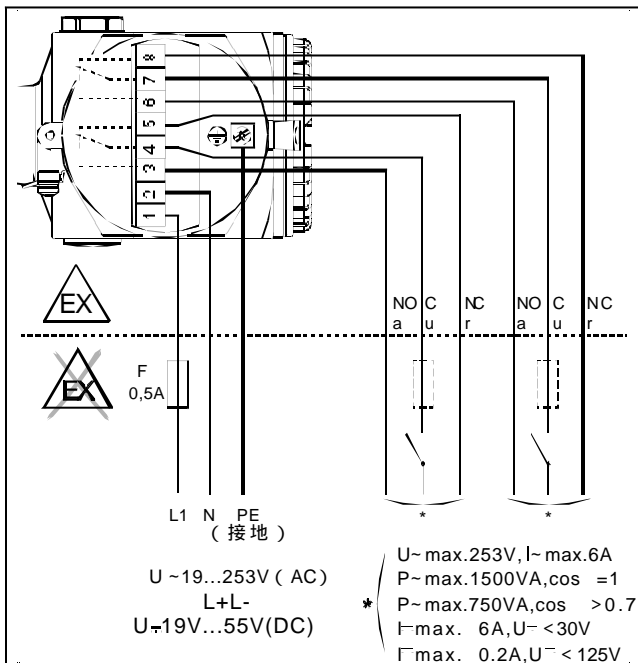 8
7
6
5
4
3
2
1
EX
NO C NC NO C NC
a u r a u r
EX
F
0,5A
L1 N PE
（接地）
* *
U ~19...253V（AC）
L+L-
U⎓19V...55V(DC)
*
U~max.253V,I~max.6A
P~max.1500VA,cos =1
P~max.750VA,cos >0.7
I⎓max. 6A,U⎓<30V
I⎓max. 0.2A,U⎓<125V